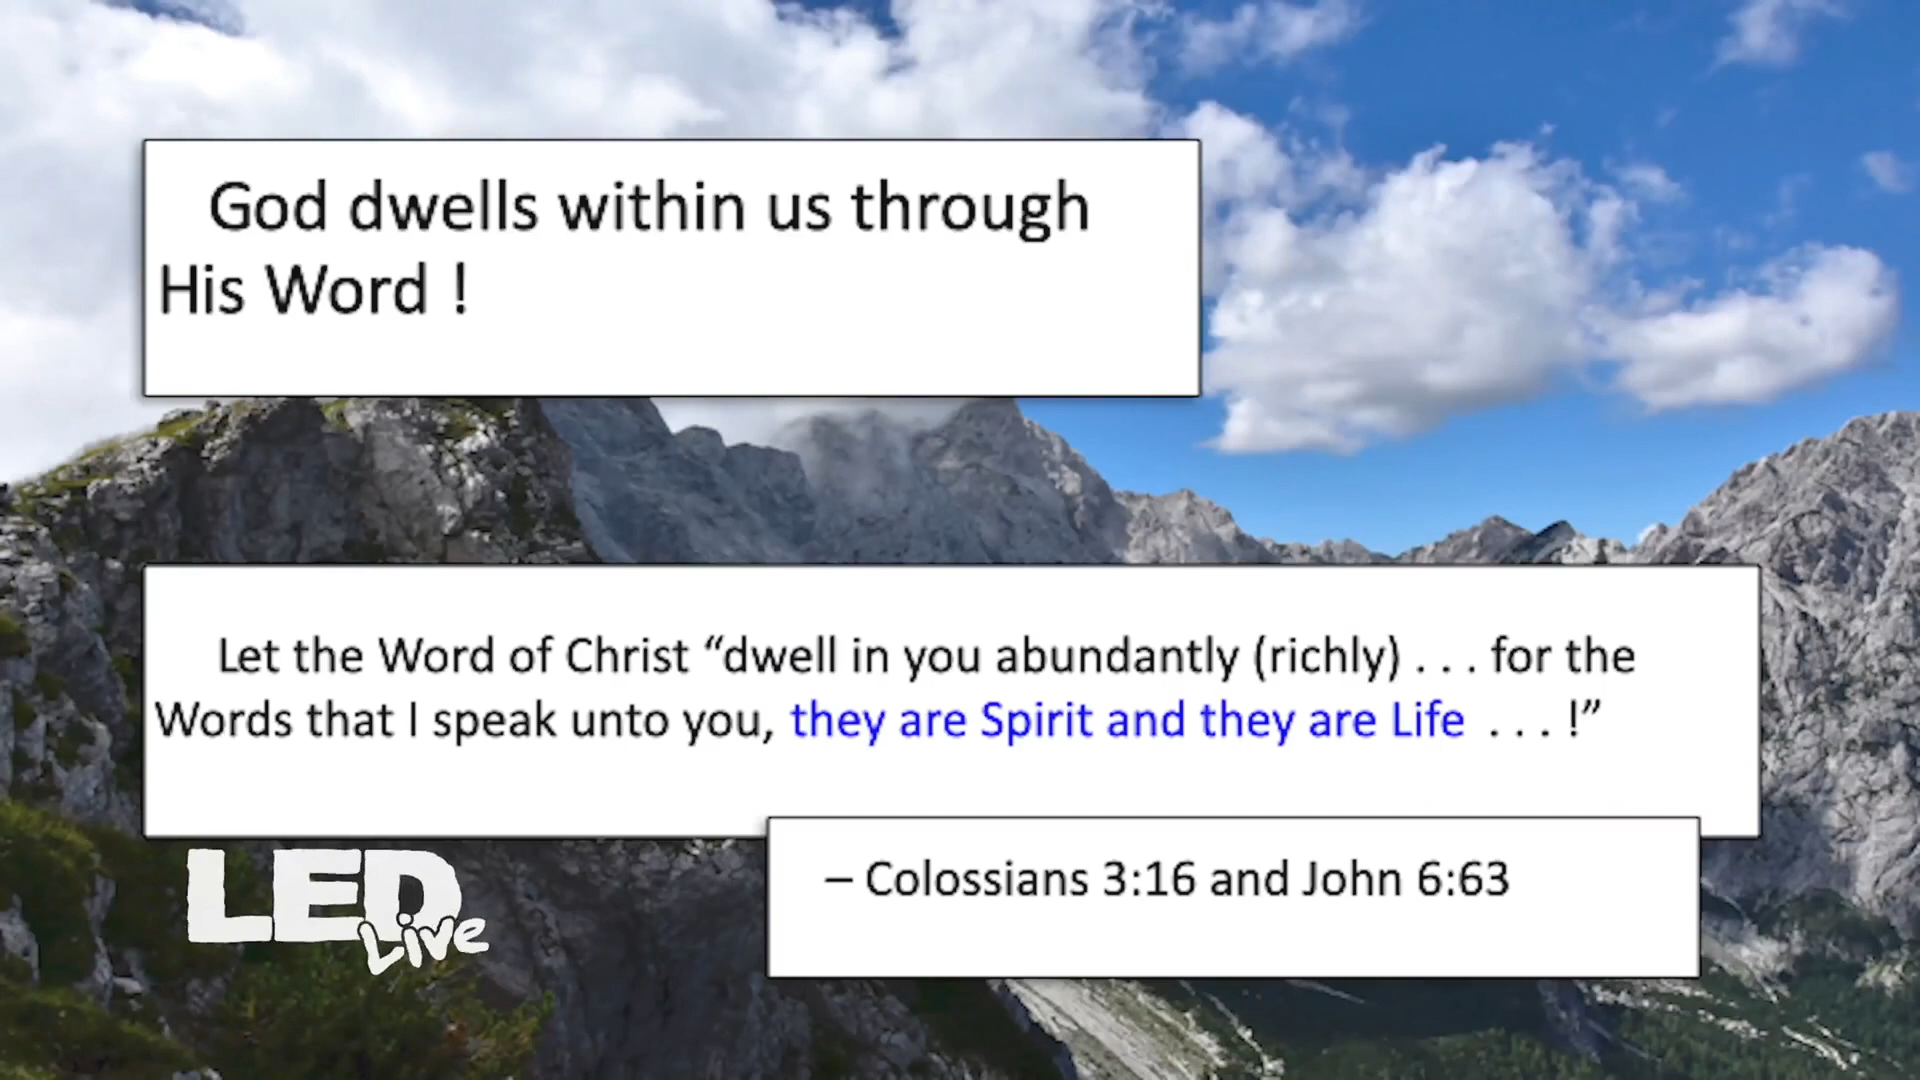 God dwells within us through
His Word !
Let the Word of Christ “dwell in you abundantly (richly) . . . for the
Words that I speak unto you, they are Spirit and they are Life . . . !”
– Colossians 3:16 and John 6:63
LED
Live